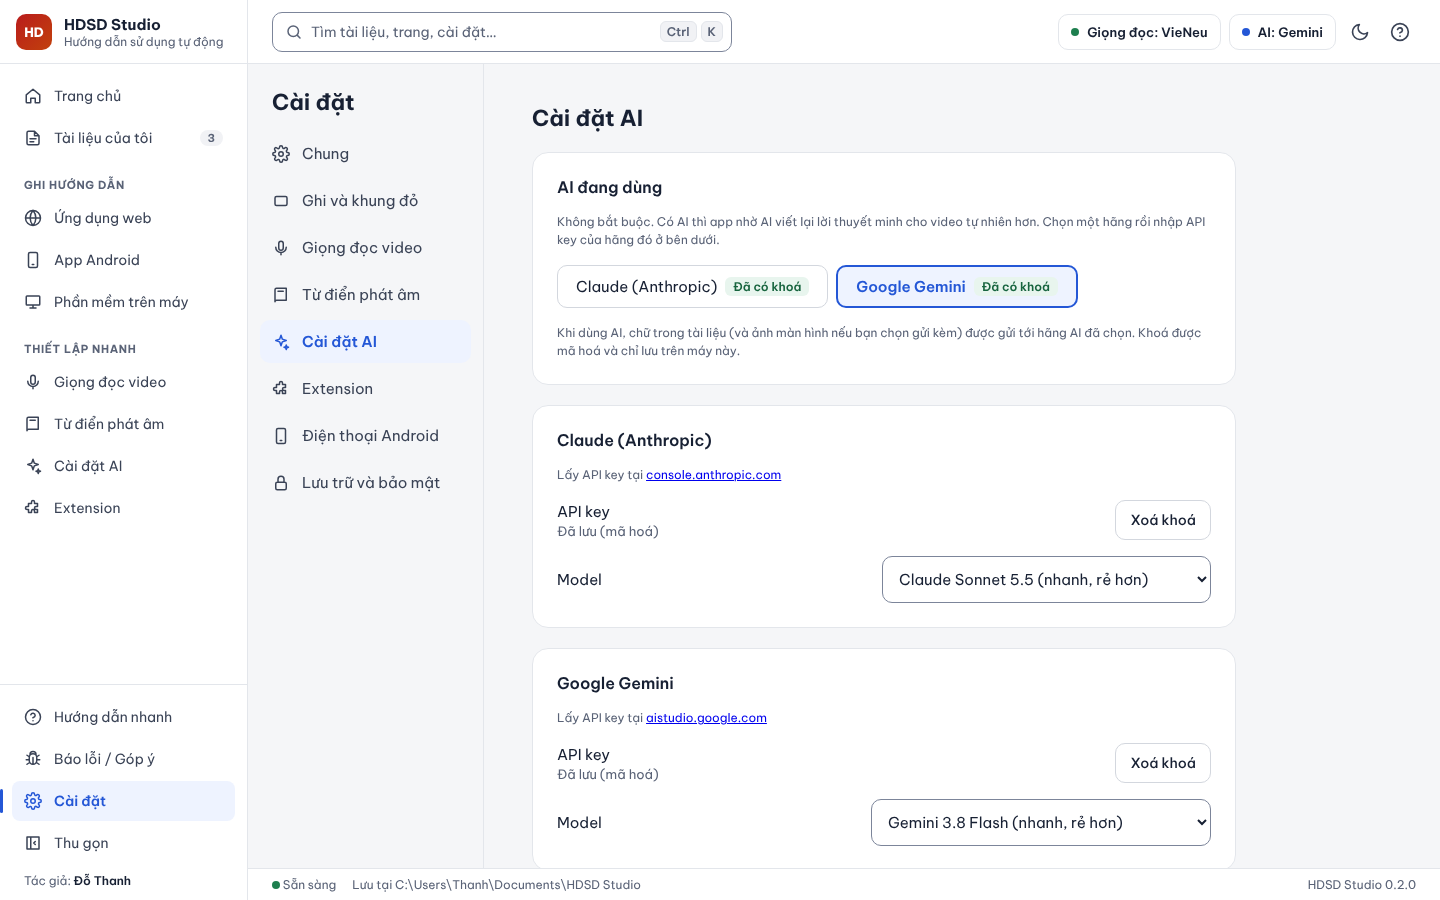 HD
HDSD Studio
Hướng dẫn sử dụng tự động
Tìm tài liệu, trang, cài đặt...
Ctrl K
Giọng đọc: VieNeu
AI: Gemini
Trang chủ
Tài liệu của tôi 3
GHI HƯỚNG DẪN
Ứng dụng web
App Android
Phần mềm trên máy
THIẾT LẬP NHANH
Giọng đọc video
Từ điển phát âm
Cài đặt AI
Extension
Hướng dẫn nhanh
Báo lỗi / Góp ý
Cài đặt
Thu gọn
Tác giả: Đỗ Thanh
Cài đặt
Chung
Ghi và khung đỏ
Giọng đọc video
Từ điển phát âm
Cài đặt AI
Extension
Điện thoại Android
Lưu trữ và bảo mật
Cài đặt AI
AI đang dùng
Không bắt buộc. Có AI thì app nhờ AI viết lại lời thuyết minh cho video tự nhiên hơn. Chọn một hãng rồi nhập API
key của hãng đó ở bên dưới.
Claude (Anthropic) Đã có khoá
Google Gemini Đã có khoá
Khi dùng AI, chữ trong tài liệu (và ảnh màn hình nếu bạn chọn gửi kèm) được gửi tới hãng AI đã chọn. Khoá được
mã hoá và chỉ lưu trên máy này.
Claude (Anthropic)
Lấy API key tại console.anthropic.com
API key
Đã lưu (mã hoá)
Xoá khoá
Model
Claude Sonnet 5.5 (nhanh, rẻ hơn)
Google Gemini
Lấy API key tại aistudio.google.com
API key
Đã lưu (mã hoá)
Xoá khoá
Model
Gemini 3.8 Flash (nhanh, rẻ hơn)
Sẵn sàng
Lưu tại C:\Users\Thanh\Documents\HDSD Studio
HDSD Studio 0.2.0